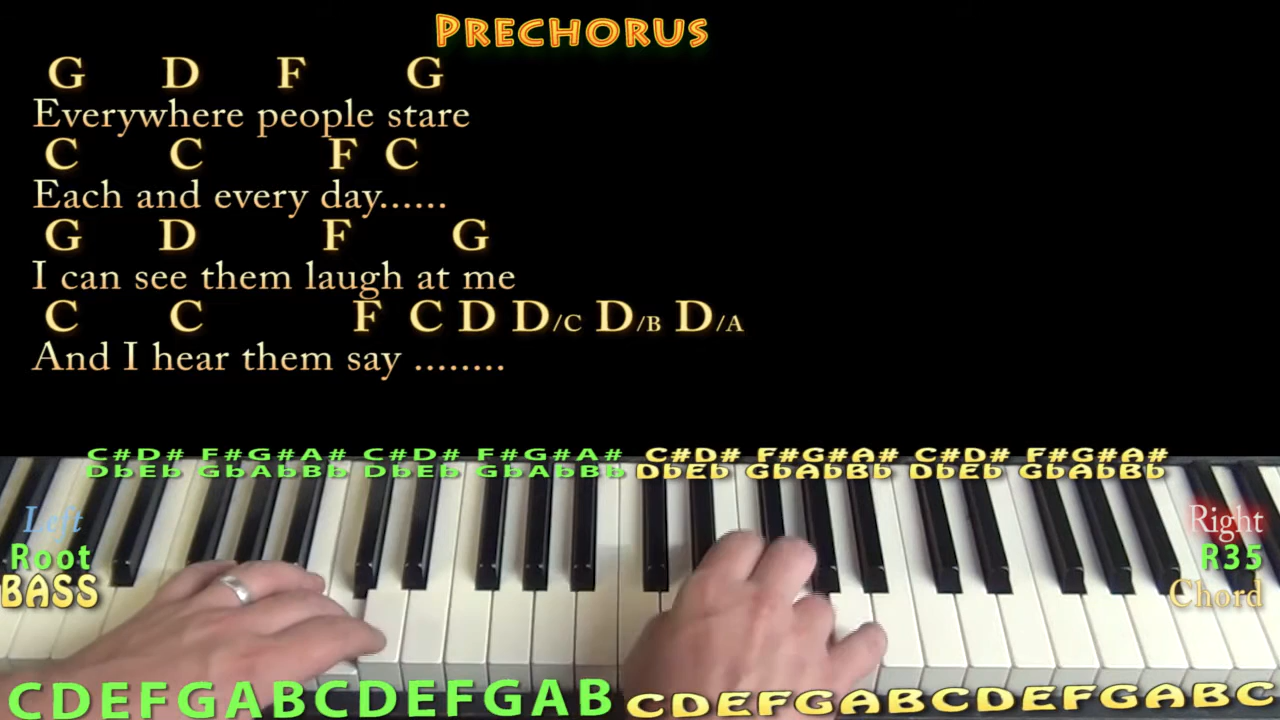 PRECHORUS
G D F G
Everywhere people stare
C C F C
Each and every day......
G D F G
I can see them laugh at me
C C F C D D/C D/B D/A
And I hear them say ........
C#D# F#G#A# C#D# F#G#A# C#D# F#G#A# C#D# F#G#A#
DbEb GbAbBb DbEb GbAbBb DbEb GbAbBb DbEb GbAbBb
Left
Root
BASS
Right
R35
Chord
CDEFGABCDEFGAB CDEFGABCDEFGABC